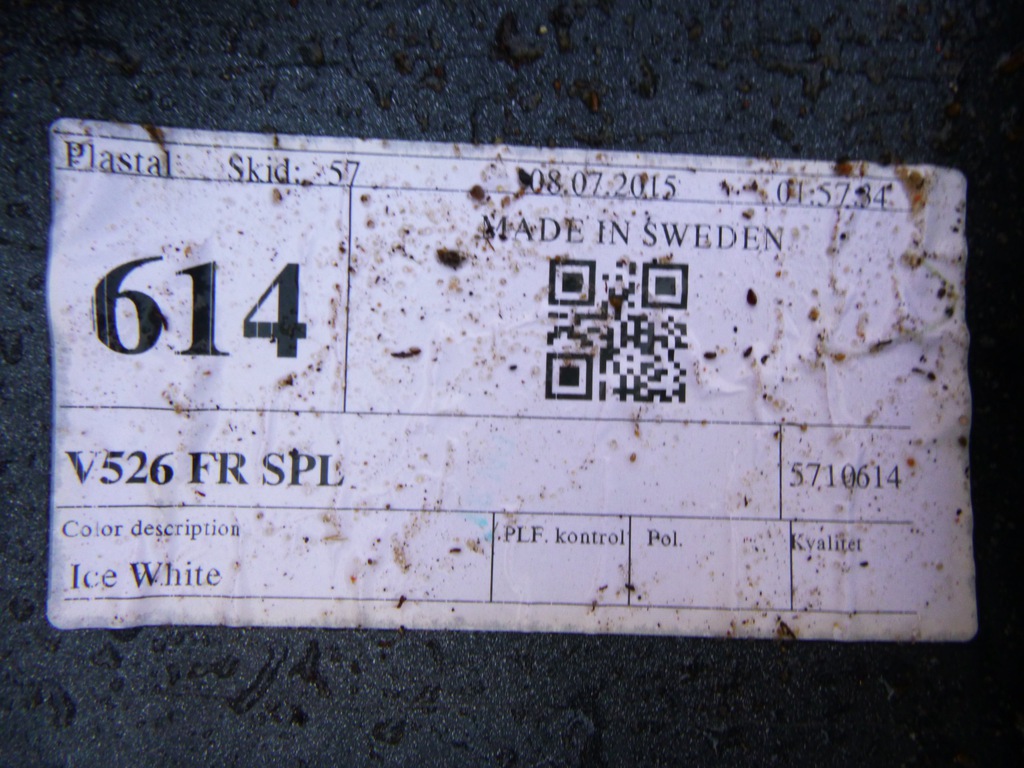 Plastal Skid: 57 08.07.2015 01:57:34
614
MADE IN SWEDEN
V526 FR SPL 5710614
Color description PLF. kontrol Pol. Kvalitet
Ice White